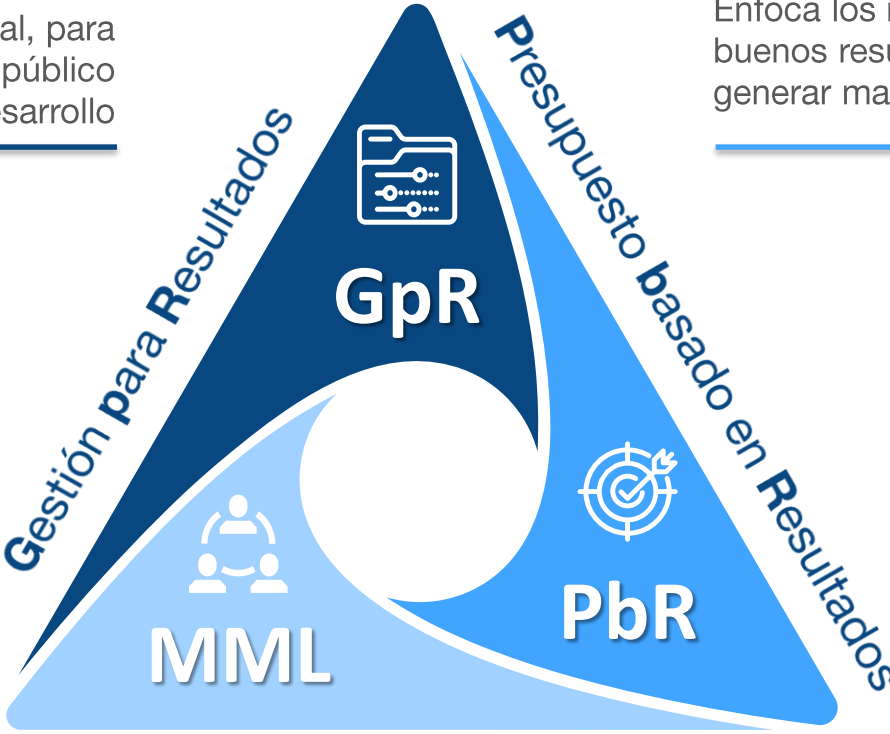 al, para
público
sarrollo
Enfoca los
buenos resu
generar ma
Gestión para Resultados
Presupuesto basado en Resultados
GpR
PbR
MML